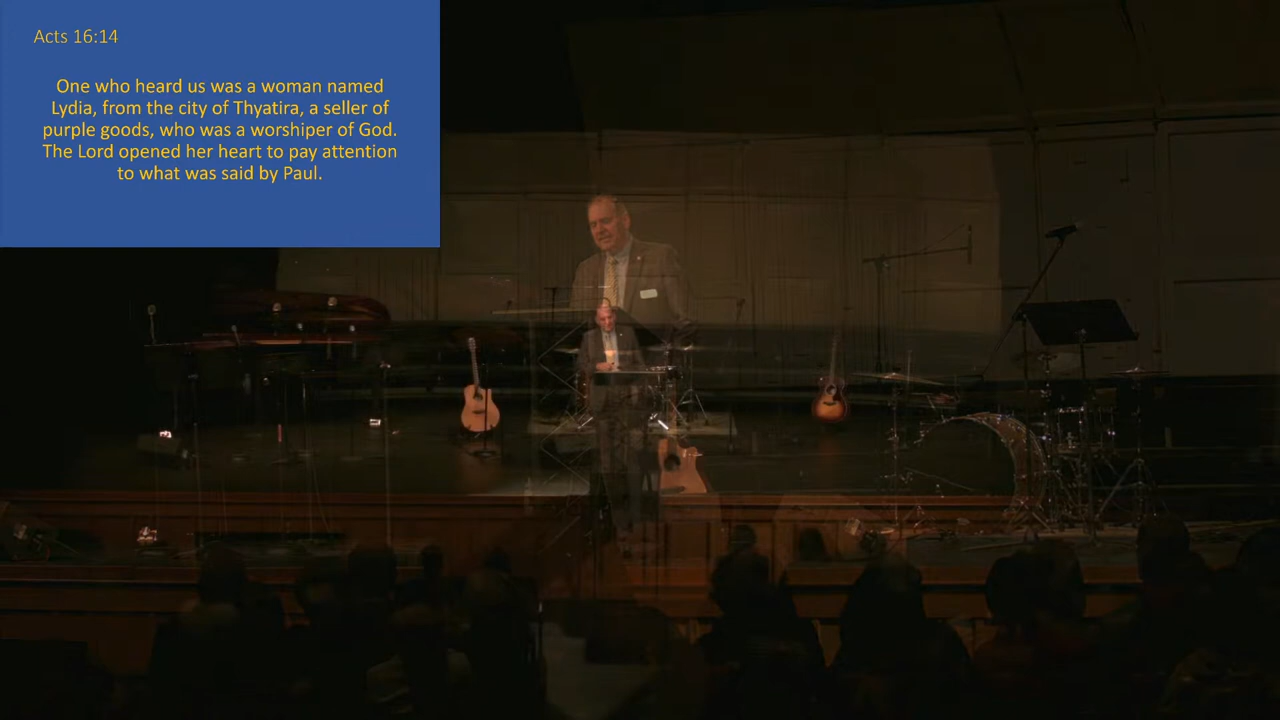 Acts 16:14
One who heard us was a woman named
Lydia, from the city of Thyatira, a seller of
purple goods, who was a worshiper of God.
The Lord opened her heart to pay attention
to what was said by Paul.